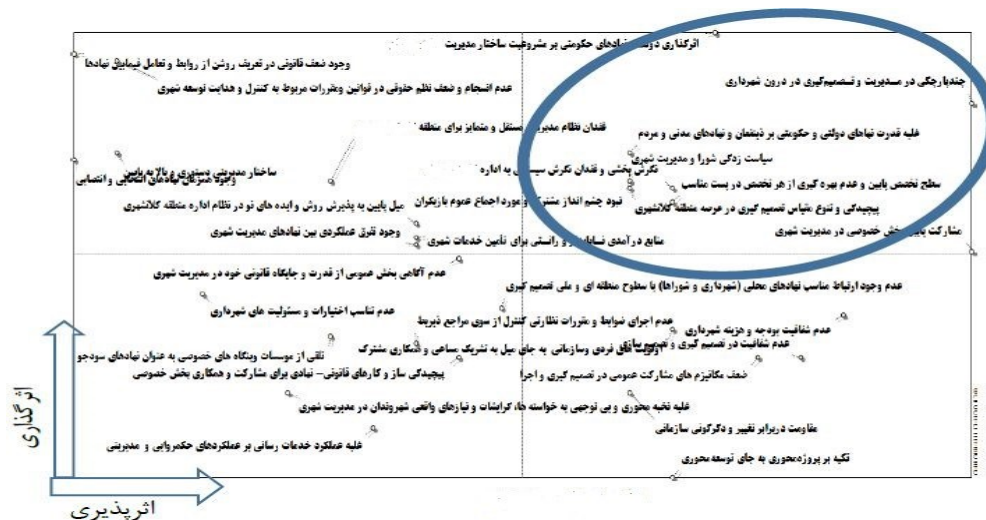 اثرگذاری دولت و نهادهای حکومتی بر مشروعیت ساختار مدیریت
وجود ضعف قانونی در تعریف روشن از روابط و تعامل فیمابین نهادها
چندپارچگی در مدیریت و تصمیم‌گیری در درون شهرداری
عدم انسجام و ضعف نظم حقوقی در قوانین ومقررات مربوط به کنترل و هدایت توسعه شهری
فقدان نظام مدیریت مستقل و متمایز برای منطقه
غلبه قدرت نهاهای دولتی و حکومتی بر ذینفعان و نهادهای مدنی و مردم
سیاست زدگی شورا و مدیریت شهری
نگرش بخشی و فقدان نگرش سیستمی به اداره
ساختار مدیریتی دستوری و بالا به پایین
وجود همزمان نهادهای انتخابی و انتصابی
سطح تخصص پایین و عدم بهره گیری از هر تخصص در پست مناسب
نبود چشم انداز مشترک و مورد اجماع عموم بازیگران
میل پایین به پذیرش روش و ایده های نو در نظام اداره منطقه کلانشهری
پیچیدگی و تنوع مقیاس تصمیم گیری در عرصه منطقه کلانشهری
مشارکت پایین بخش خصوصی در مدیریت شهری
وجود تفرق عملکردی بین نهادهای مدیریت شهری
منابع درآمدی ناپایدار و رانتی برای تأمین خدمات شهری
عدم آگاهی بخش عمومی از قدرت و جایگاه قانونی خود در مدیریت شهری
عدم وجود ارتباط مناسب نهادهای محلی (شهرداری و شوراها) با سطوح منطقه ای و ملی تصمیم گیری
عدم تناسب اختیارات و مسئولیت های شهرداری
عدم اجرای ضوابط و مقررات نظارتی کنترل از سوی مراجع ذیربط
عدم شفافیت بودجه و هزینه شهرداری
عدم شفافیت در تصمیم گیری و تصمیم سازی
اولویت های فردی وسازمانی به جای میل به تشریک مساعی و همکاری مشترک
تلقی از موسسات وبنگاه های خصوصی به عنوان نهادهای سودجو
پیچیدگی ساز و کارهای قانونی– نهادی برای مشارکت و همکاری بخش خصوصی
ضعف مکانیزم های مشارکت عمومی در تصمیم گیری و اجرا
غلبه نخبه محوری و بی توجهی به خواسته ها، گرایشات و نیازهای واقعی شهروندان در مدیریت شهری
مقاومت دربرابر تغییر و دگرگونی سازمانی
غلبه عملکرد خدمات رسانی بر عملکردهای حکمروایی و مدیریتی
تکیه بر پروژه‌محوری به جای توسعه‌محوری
اثرگذاری
اثرپذیری